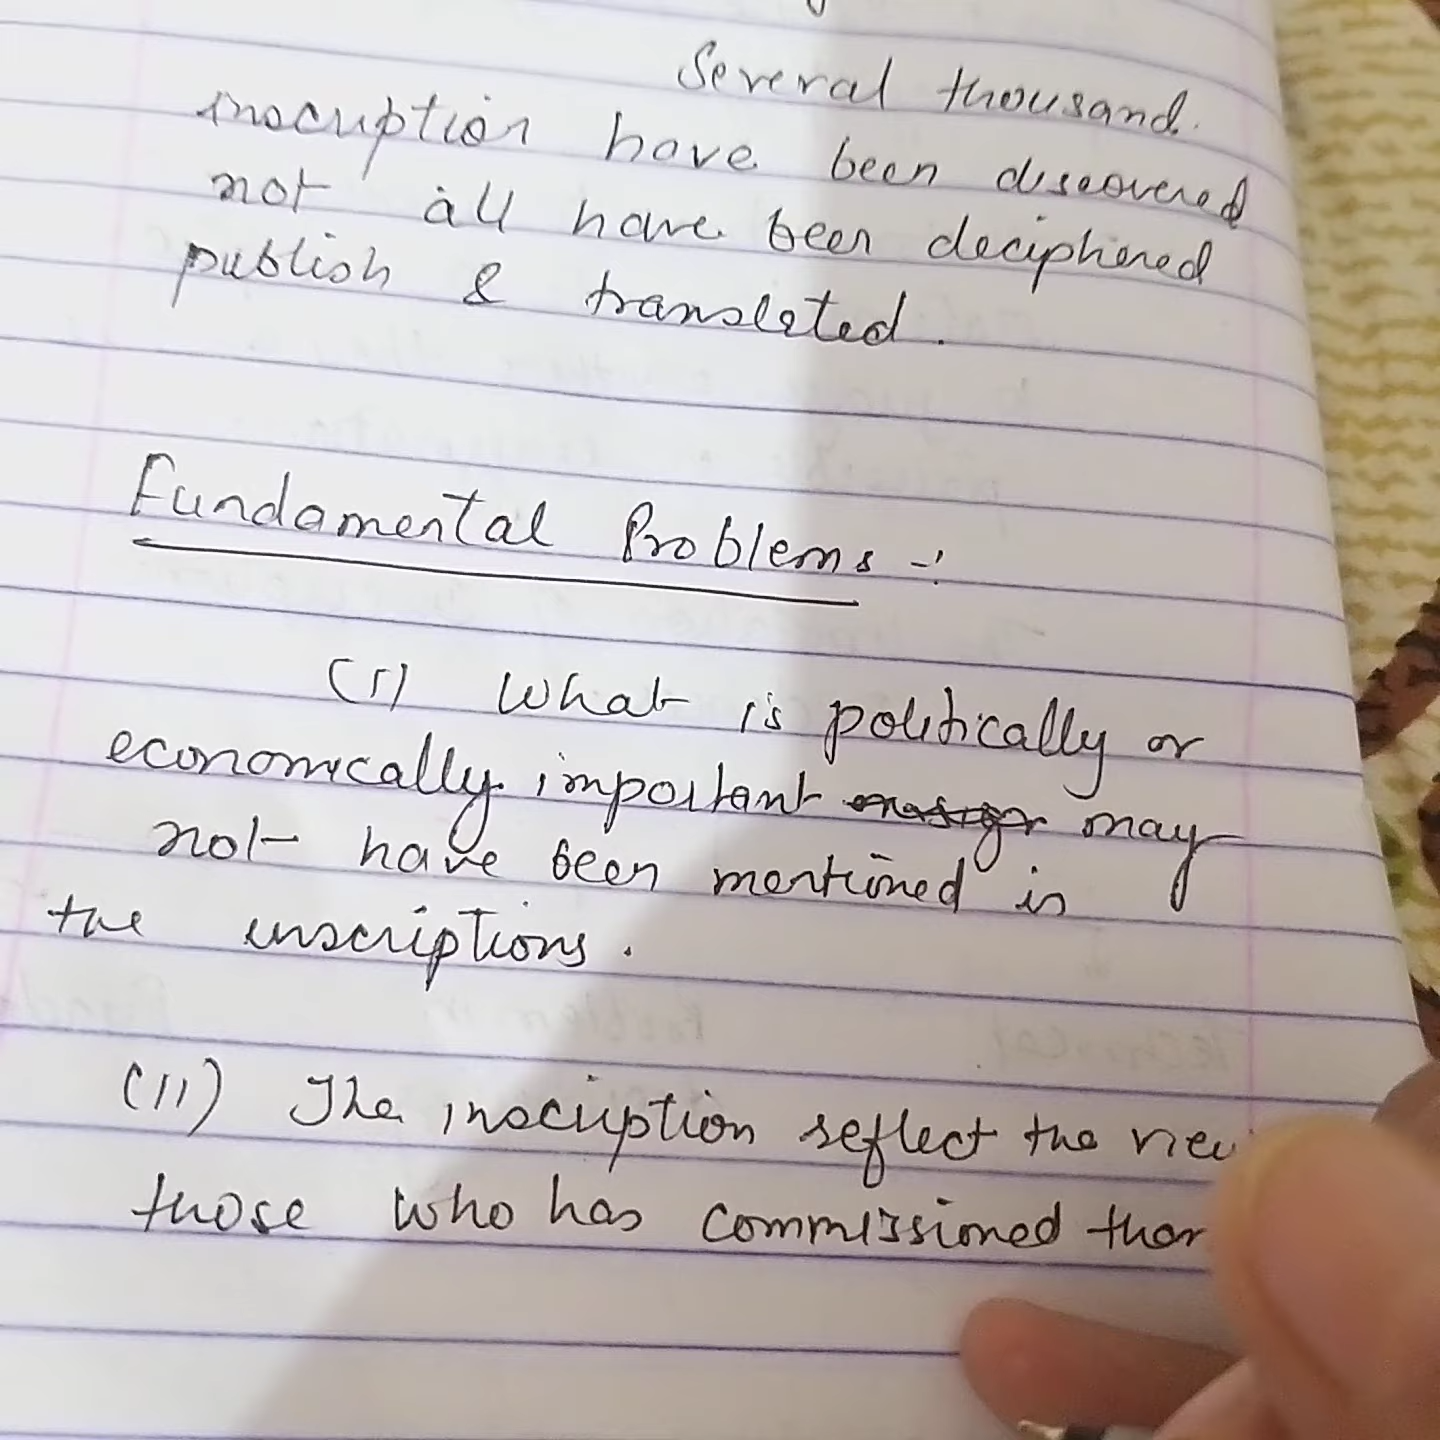 Several thousand.
inscription have been discovered
not all have been deciphered
publish & translated.
Fundamental Problems :-
(I) What is politically or
economically important may
not have been mentioned in
the inscriptions.
(II) The inscription reflect the
those who has commissioned